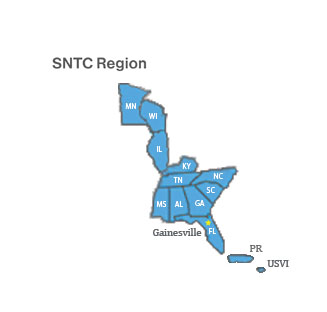 SNTC Region
MN
WI
IL
KY
TN
NC
SC
MS
AL
GA
Gainesville
FL
PR
USVI